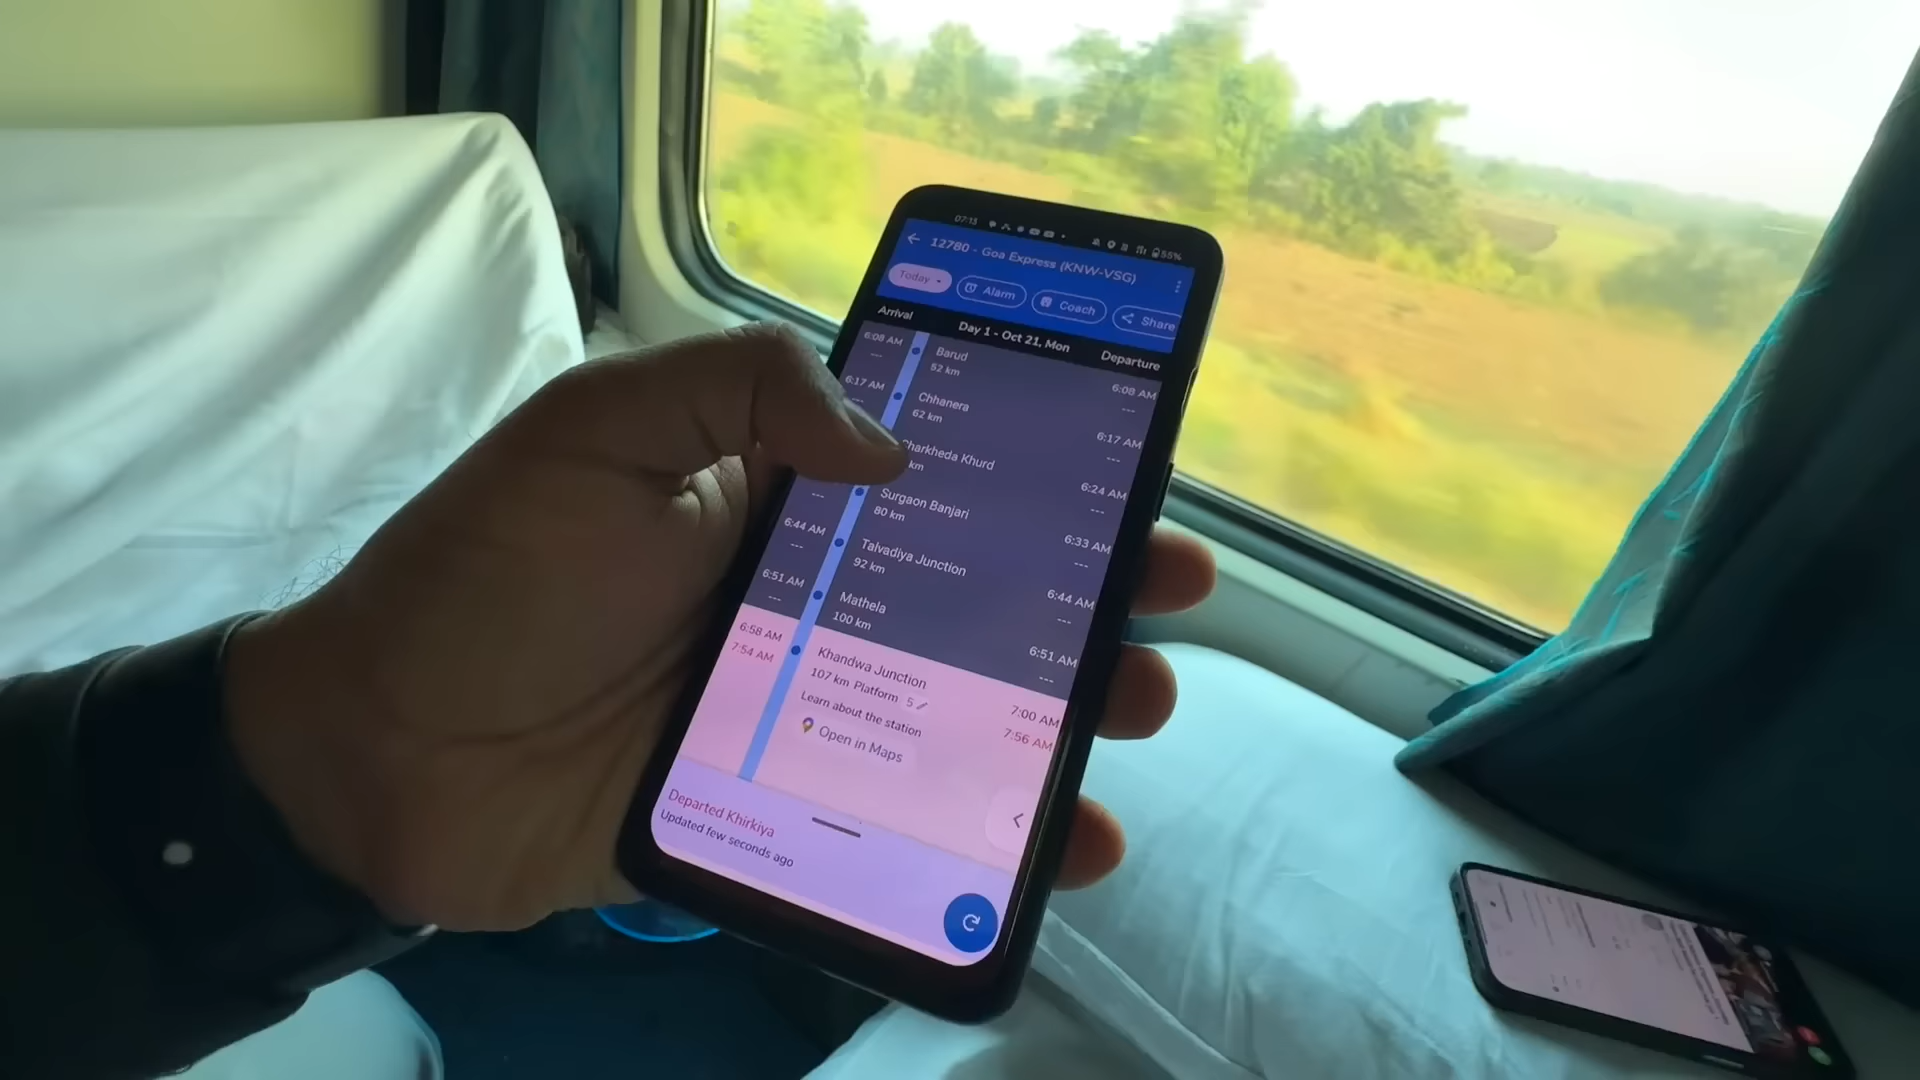 07:13
55%
12780 - Goa Express (KNW-VSG)
Today
Alarm
Coach
Share
Arrival
Day 1 - Oct 21, Mon
Departure
6:08 AM
Barud
6:08 AM
---
52 km
---
6:17 AM
Chhanera
6:17 AM
---
62 km
---
harkheda Khurd
6:24 AM
km
---
---
Surgaon Banjari
6:33 AM
80 km
---
6:44 AM
Talvadiya Junction
6:44 AM
---
92 km
---
6:51 AM
Mathela
6:51 AM
---
100 km
---
6:58 AM
Khandwa Junction
7:00 AM
7:54 AM
107 km Platform 5
7:56 AM
Learn about the station
Open in Maps
Departed Khirkiya
Updated few seconds ago